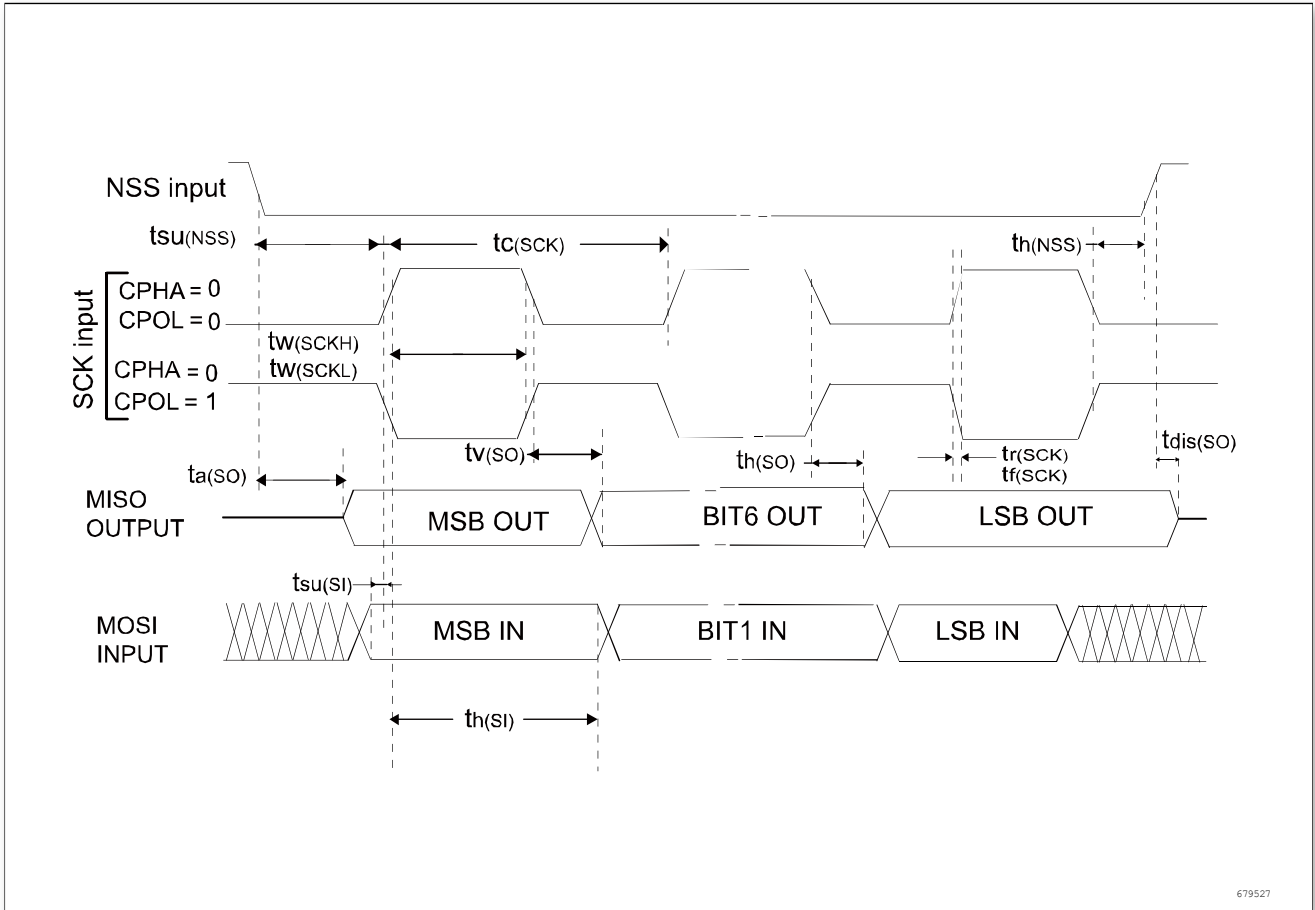 NSS input
tsu(NSS)
tc(SCK)
th(NSS)
SCK input
CPHA = 0
CPOL = 0
tw(SCKH)
tw(SCKL)
CPHA = 0
CPOL = 1
tv(SO)
th(SO)
tr(SCK)
tf(SCK)
tdis(SO)
ta(SO)
MISO
OUTPUT
MSB OUT
BIT6 OUT
LSB OUT
tsu(SI)
MOSI
INPUT
MSB IN
BIT1 IN
LSB IN
th(SI)
679527